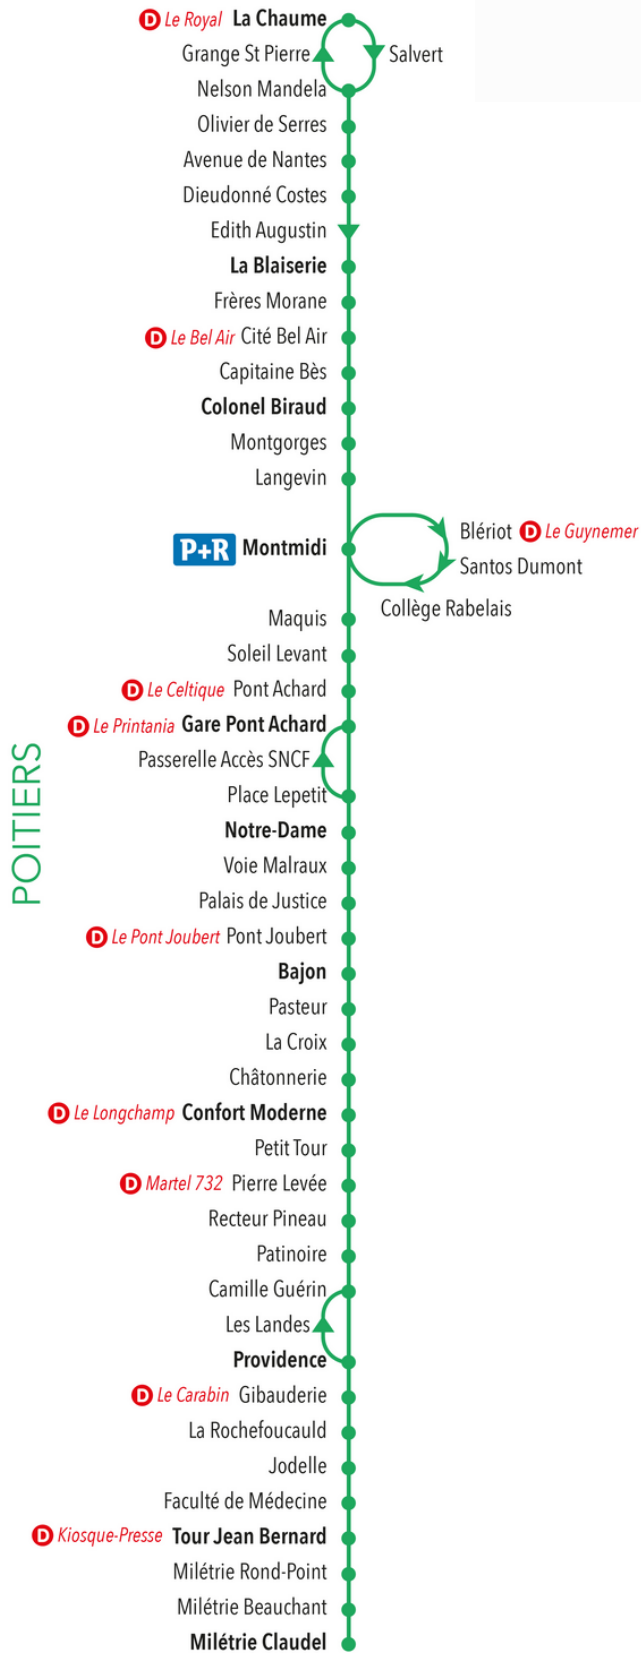 D Le Royal La Chaume
Grange St Pierre Salvert
Nelson Mandela
Olivier de Serres
Avenue de Nantes
Dieudonné Costes
Edith Augustin
La Blaiserie
Frères Morane
D Le Bel Air Cité Bel Air
Capitaine Bès
Colonel Biraud
Montgorges
Langevin
Blériot D Le Guynemer
P+R Montmidi
Santos Dumont
Collège Rabelais
Maquis
Soleil Levant
D Le Celtique Pont Achard
D Le Printania Gare Pont Achard
Passerelle Accès SNCF
Place Lepetit
POITIERS
Notre-Dame
Voie Malraux
Palais de Justice
D Le Pont Joubert Pont Joubert
Bajon
Pasteur
La Croix
Châtonnerie
D Le Longchamp Confort Moderne
Petit Tour
D Martel 732 Pierre Levée
Recteur Pineau
Patinoire
Camille Guérin
Les Landes
Providence
D Le Carabin Gibauderie
La Rochefoucauld
Jodelle
Faculté de Médecine
D Kiosque-Presse Tour Jean Bernard
Milétrie Rond-Point
Milétrie Beauchant
Milétrie Claudel